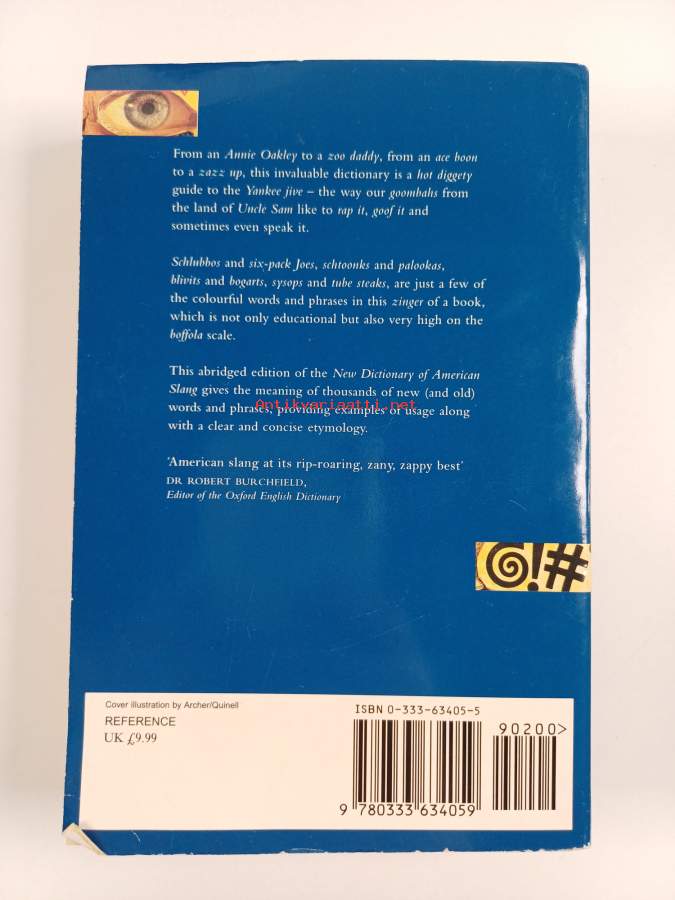 From an Annie Oakley to a zoo daddy, from an ace boon
to a zazz up, this invaluable dictionary is a hot diggety
guide to the Yankee jive – the way our goombahs from
the land of Uncle Sam like to rap it, goof it and
sometimes even speak it.
Schlubbos and six-pack Joes, schtoonks and palookas,
blivits and bogarts, sysops and tube steaks, are just a few of
the colourful words and phrases in this zinger of a book,
which is not only educational but also very high on the
boffola scale.
This abridged edition of the New Dictionary of American
Slang gives the meaning of thousands of new (and old)
words and phrases, providing examples of usage along
Antikvariaatti.net
with a clear and concise etymology.
'American slang at its rip-roaring, zany, zappy best'
DR ROBERT BURCHFIELD,
Editor of the Oxford English Dictionary
@!#
Cover illustration by Archer/Quinell
REFERENCE
UK £9.99
ISBN 0-333-63405-5
90200>
9 780333 634059